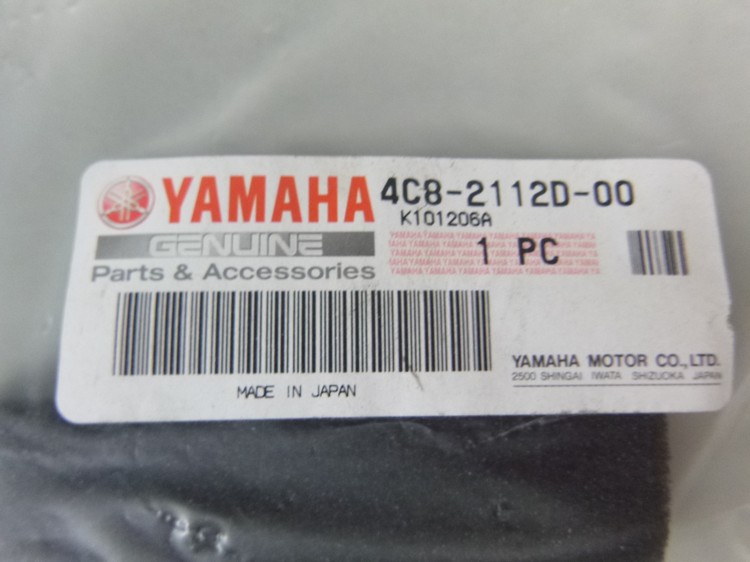 YAMAHA 4C8-2112D-00
K101206A
GENUINE
1 PC
Parts & Accessories
YAMAHA MOTOR CO.,LTD.
2500 SHINGAI IWATA SHIZUOKA JAPAN
MADE IN JAPAN